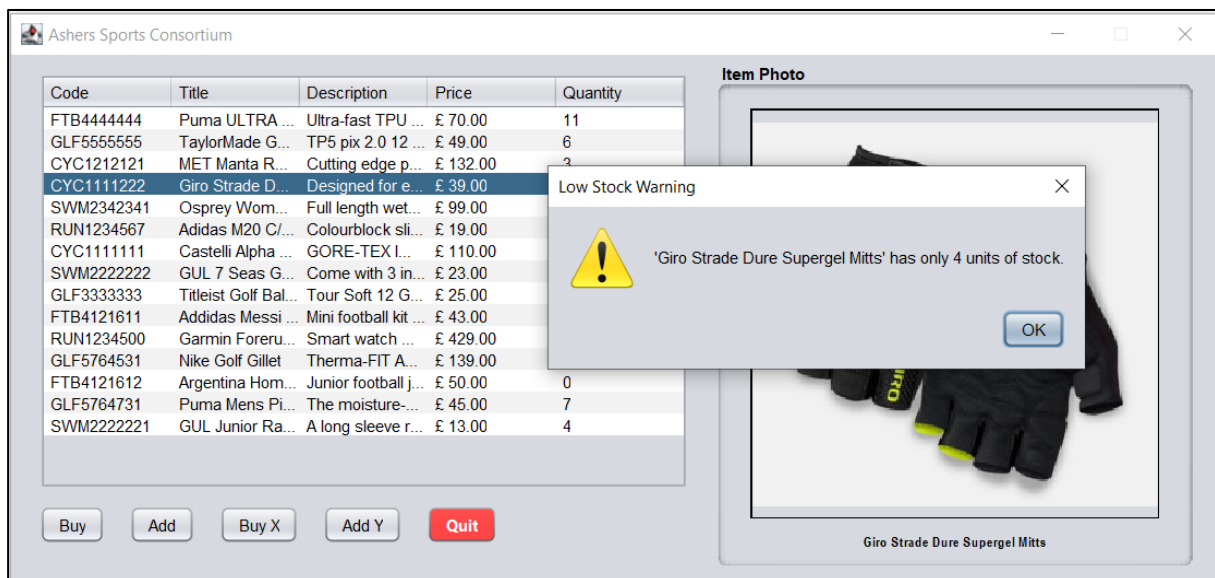 Ashers Sports Consortium
Code Title Description Price Quantity
FTB4444444 Puma ULTRA ... Ultra-fast TPU ... £ 70.00 11
GLF5555555 TaylorMade G... TP5 pix 2.0 12 ... £ 49.00 6
CYC1212121 MET Manta R... Cutting edge p... £ 132.00 3
CYC1111222 Giro Strade D... Designed for e... £ 39.00
SWM2342341 Osprey Wom... Full length wet... £ 99.00
RUN1234567 Adidas M20 C/... Colourblock sli... £ 19.00
CYC1111111 Castelli Alpha ... GORE-TEX I... £ 110.00
SWM2222222 GUL 7 Seas G... Come with 3 in... £ 23.00
GLF3333333 Titleist Golf Bal... Tour Soft 12 G... £ 25.00
FTB4121611 Addidas Messi ... Mini football kit ... £ 43.00
RUN1234500 Garmin Foreru... Smart watch ... £ 429.00
GLF5764531 Nike Golf Gillet Therma-FIT A... £ 139.00
FTB4121612 Argentina Hom... Junior football j... £ 50.00 0
GLF5764731 Puma Mens Pi... The moisture-... £ 45.00 7
SWM2222221 GUL Junior Ra... A long sleeve r... £ 13.00 4
Buy Add Buy X Add Y Quit
Item Photo
Low Stock Warning
'Giro Strade Dure Supergel Mitts' has only 4 units of stock.
OK
GIRO
Giro Strade Dure Supergel Mitts